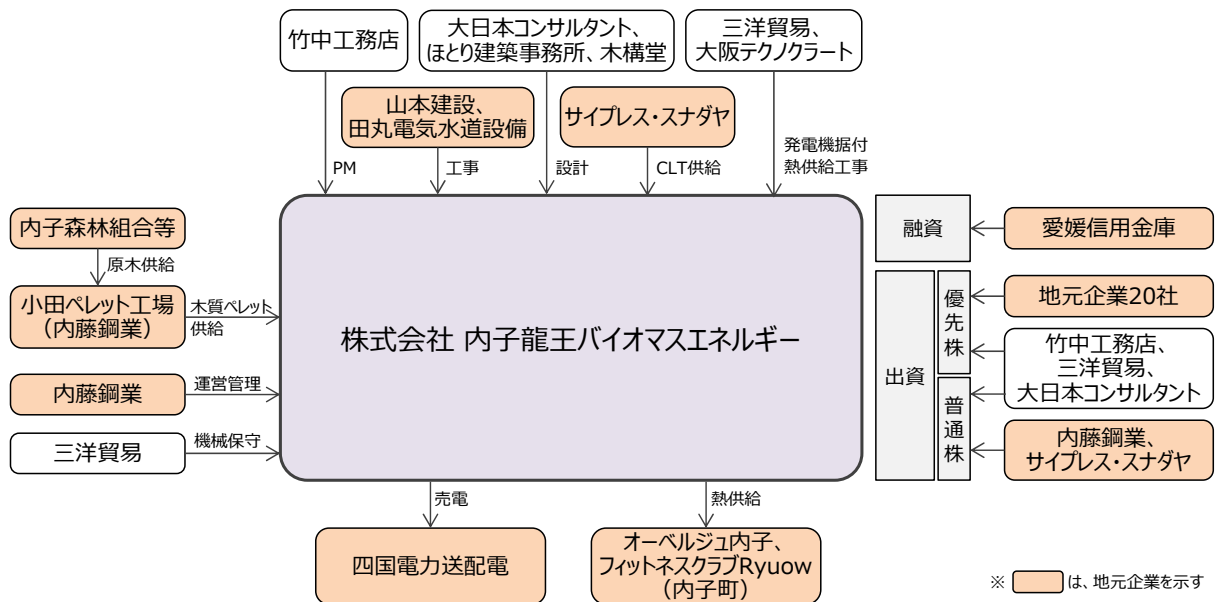 竹中工務店
大日本コンサルタント、
ほとり建築事務所、木構堂
三洋貿易、
大阪テクノクラート
山本建設、
田丸電気水道設備
サイプレス・スナダヤ
PM
工事
設計
CLT供給
発電機据付
熱供給工事
内子森林組合等
原木供給
小田ペレット工場
（内藤鋼業）
木質ペレット
供給
内藤鋼業
運営管理
三洋貿易
機械保守
株式会社 内子龍王バイオマスエネルギー
融資
愛媛信用金庫
出資
優先株
普通株
地元企業20社
竹中工務店、
三洋貿易、
大日本コンサルタント
内藤鋼業、
サイプレス・スナダヤ
売電
熱供給
四国電力送配電
オーベルジュ内子、
フィットネスクラブRyuow
（内子町）
※ は、地元企業を示す